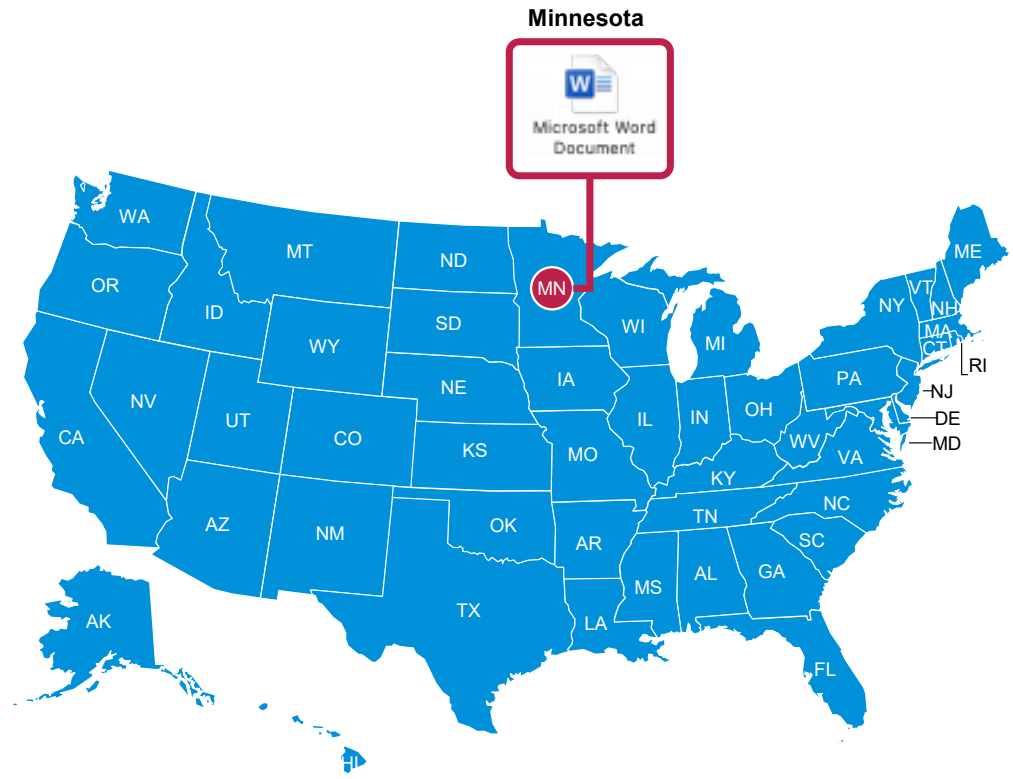 Minnesota
W
Microsoft Word
Document
WA
MT
ND
MN
ME
OR
ID
SD
WI
MI
NY
VT
NH
MA
CT
RI
WY
NE
IA
PA
NJ
NV
UT
CO
KS
MO
IL
IN
OH
WV
DE
MD
CA
VA
KY
AZ
NM
OK
AR
TN
NC
SC
TX
LA
MS
AL
GA
AK
FL
HI